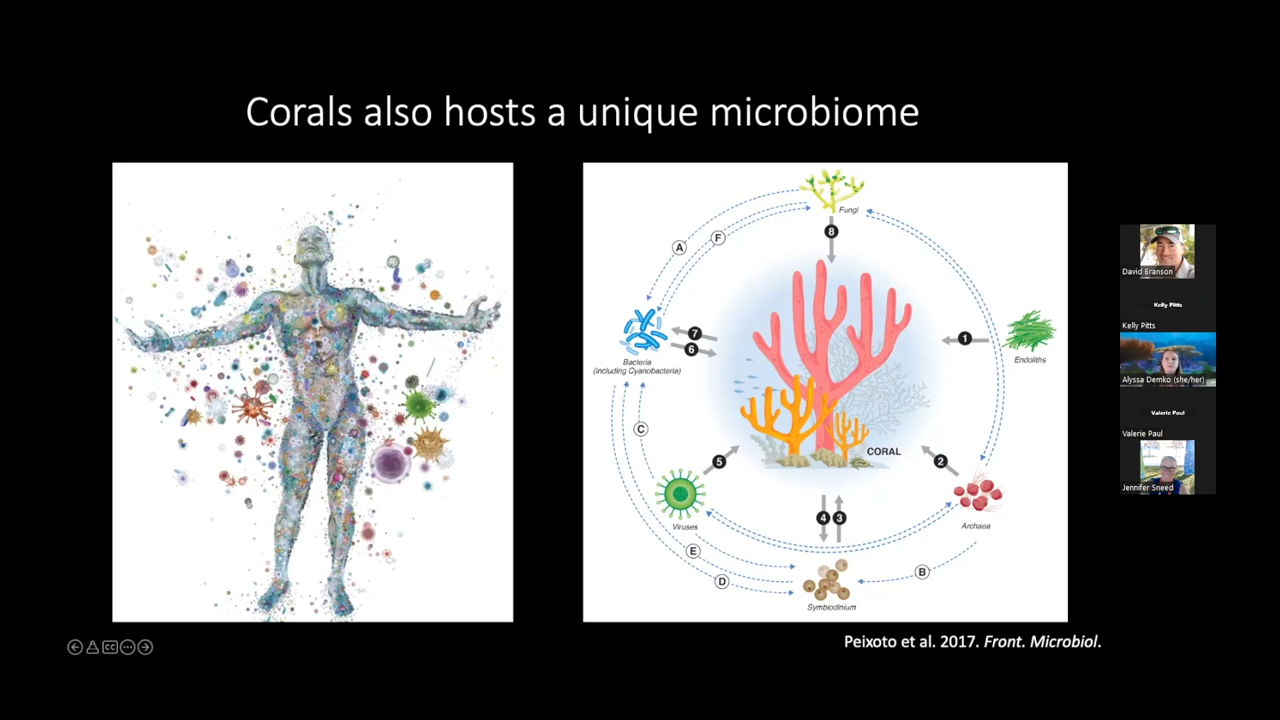 Corals also hosts a unique microbiome
Fungi
8
A
F
7
6
Bacteria
(including Cyanobacteria)
1
Endoliths
C
CORAL
5
2
Viruses
4
3
Archaea
E
D
B
Symbiodinium
Peixoto et al. 2017. Front. Microbiol.
CC
David Branson
Kelly Pitts
Kelly Pitts
Alyssa Demko (she/her)
Valerie Paul
Valerie Paul
Jennifer Sneed